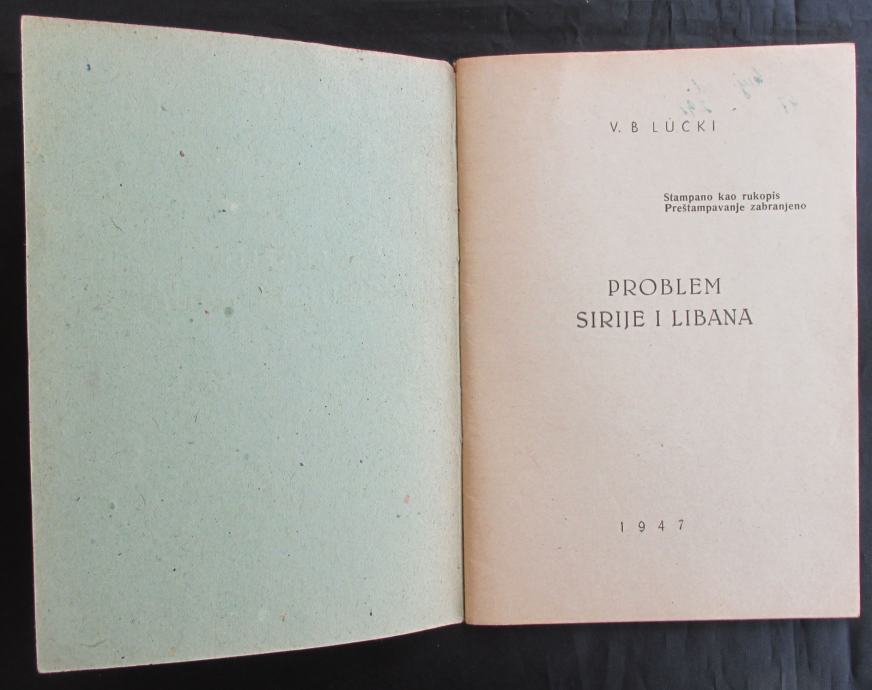 V. B LUCKI
Stampano kao rukopis
Preštampavanje zabranjeno
PROBLEM
SIRIJE I LIBANA
1947